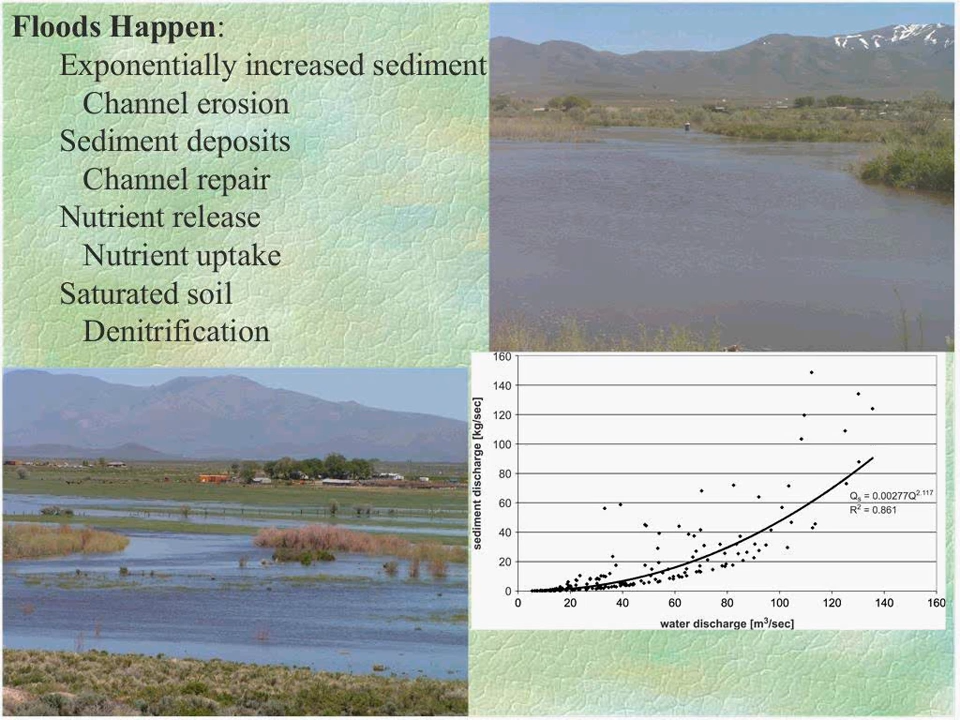 Floods Happen:
Exponentially increased sediment
Channel erosion
Sediment deposits
Channel repair
Nutrient release
Nutrient uptake
Saturated soil
Denitrification
160
140
120
100
80
60
40
20
0
sediment discharge [kg/sec]
Qs = 0.00277Q^2.117
R² = 0.861
0 20 40 60 80 100 120 140 160
water discharge [m³/sec]